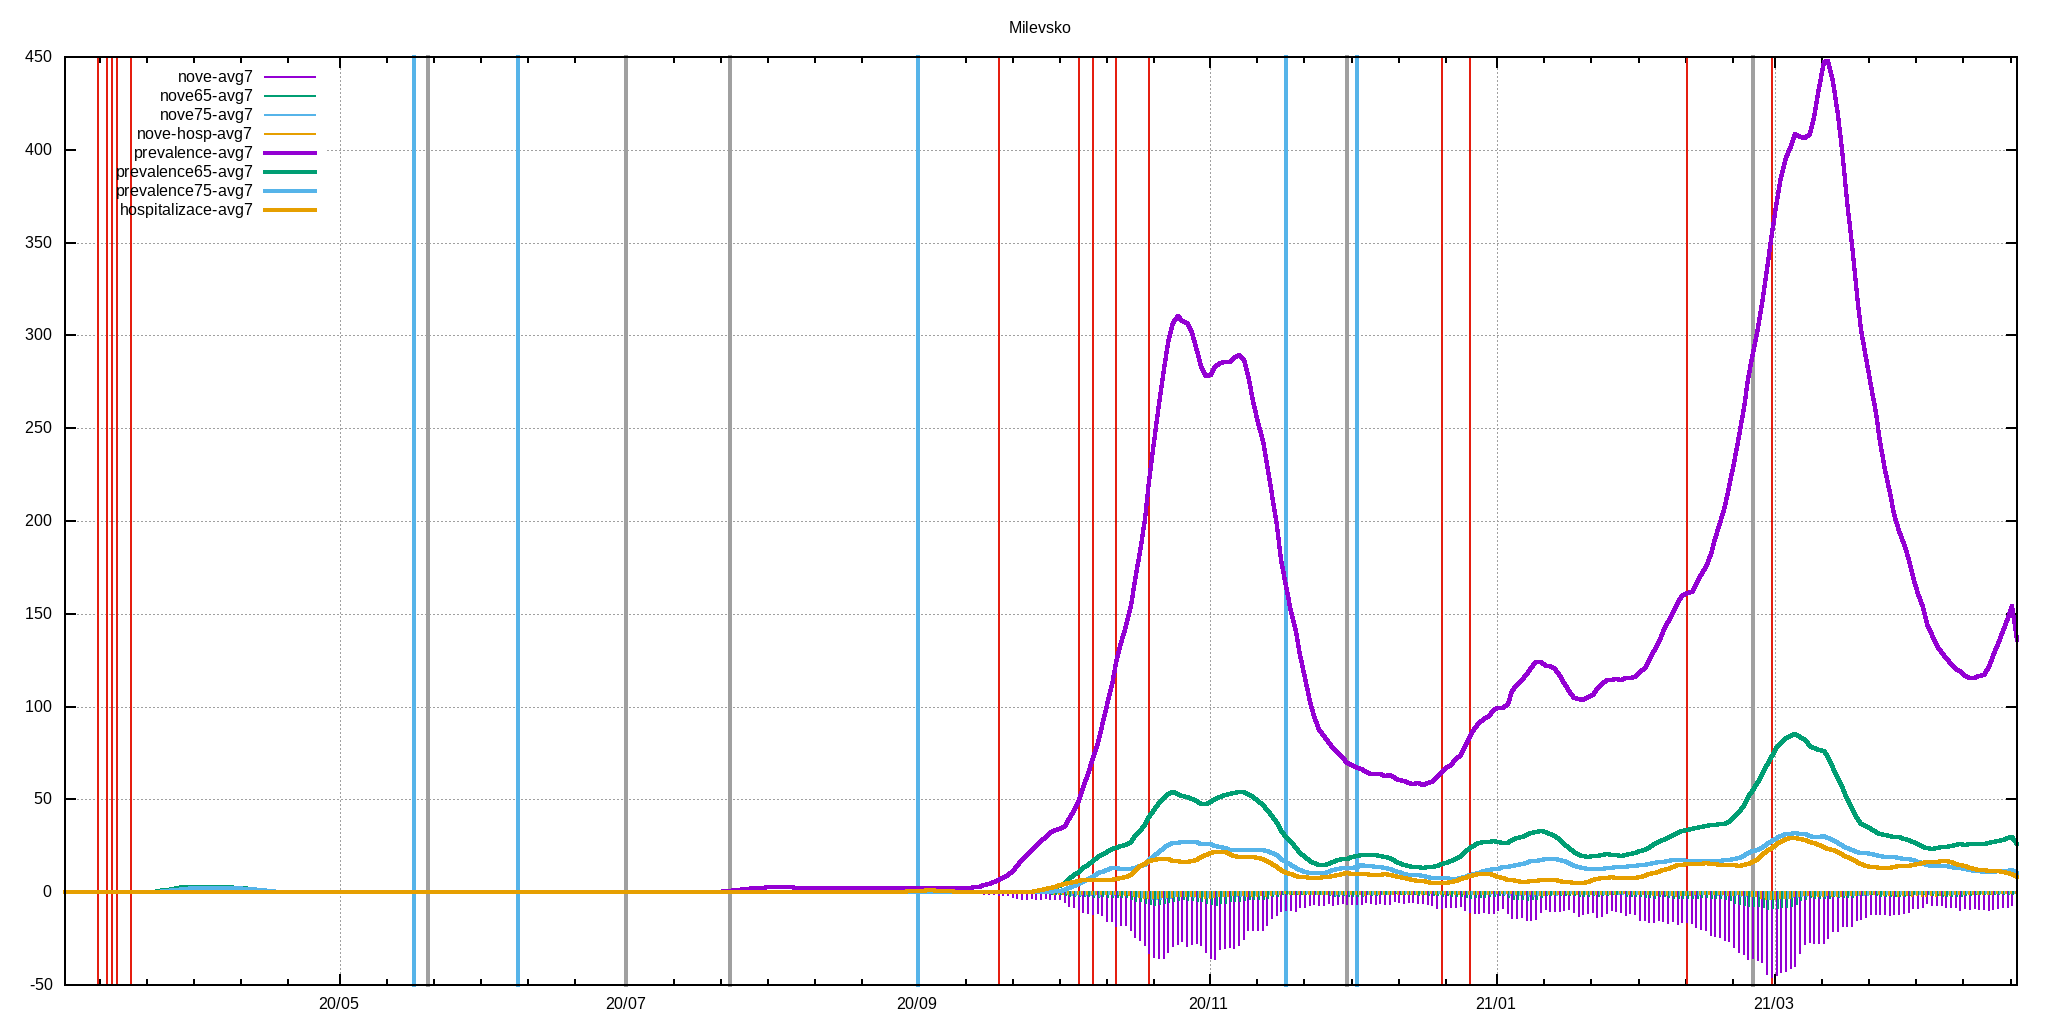 Milevsko
450
400
350
300
250
200
150
100
50
0
-50
nove-avg7
nove65-avg7
nove75-avg7
nove-hosp-avg7
prevalence-avg7
prevalence65-avg7
prevalence75-avg7
hospitalizace-avg7
20/05 20/07 20/09 20/11 21/01 21/03